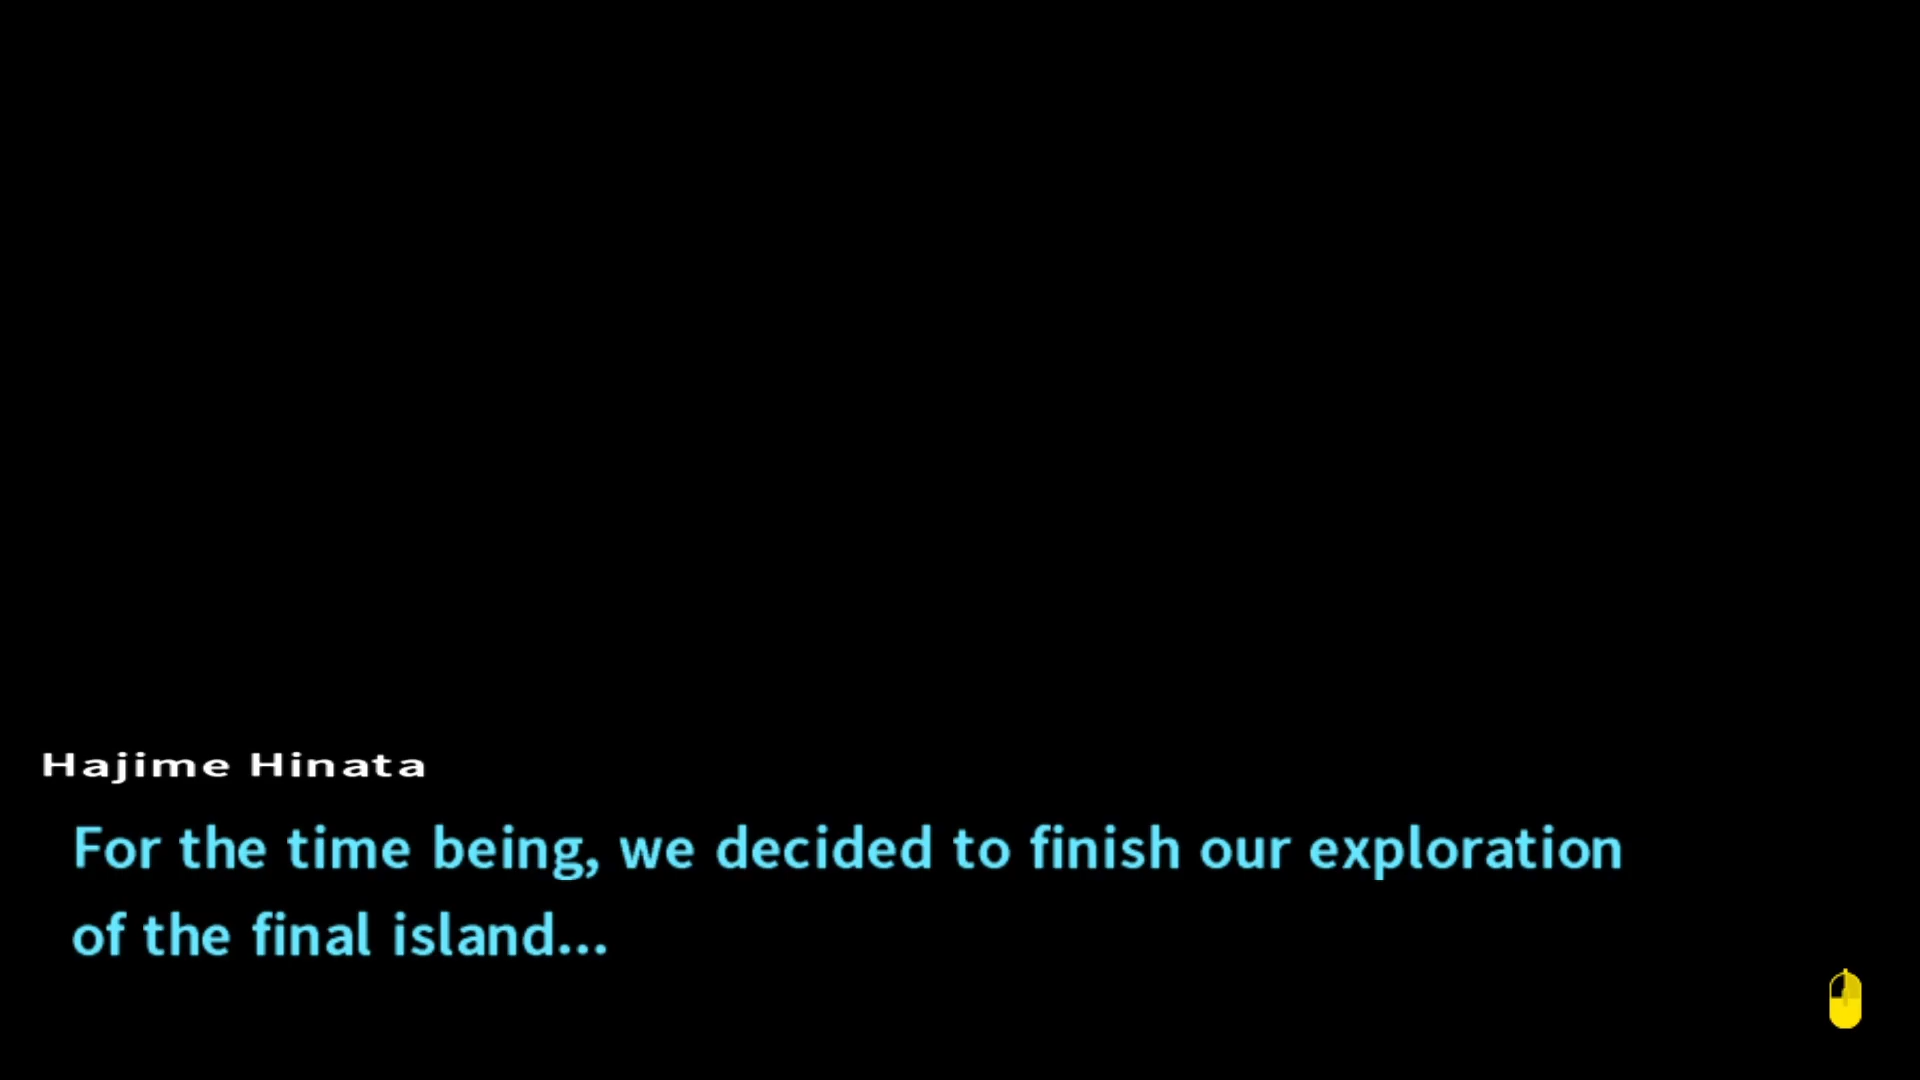 Hajime Hinata
For the time being, we decided to finish our exploration
of the final island...